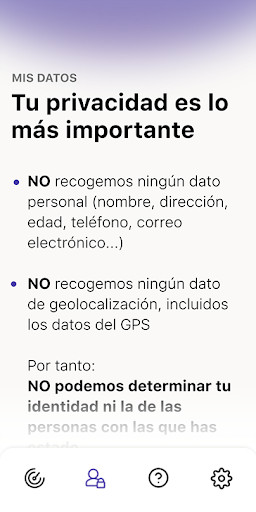 MIS DATOS
Tu privacidad es lo
más importante
• NO recogemos ningún dato
personal (nombre, dirección,
edad, teléfono, correo
electrónico...)
• NO recogemos ningún dato
de geolocalización, incluidos
los datos del GPS
Por tanto:
NO podemos determinar tu
identidad ni la de las
personas con las que has
estado